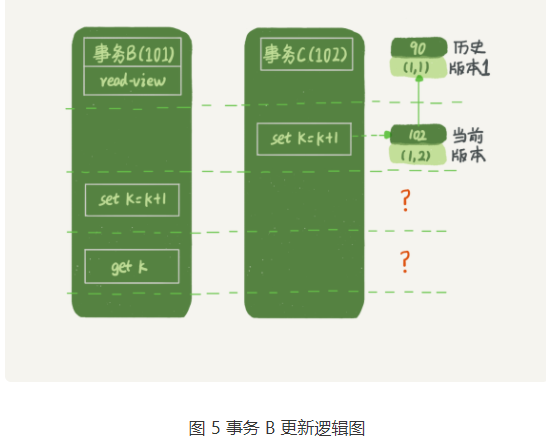 事务B(101)
read-view
事务C(102)
90
(1,1)
历史
版本1
set k=k+1
102
(1,2)
当前
版本
set k=k+1
?
get k
?
图 5 事务 B 更新逻辑图